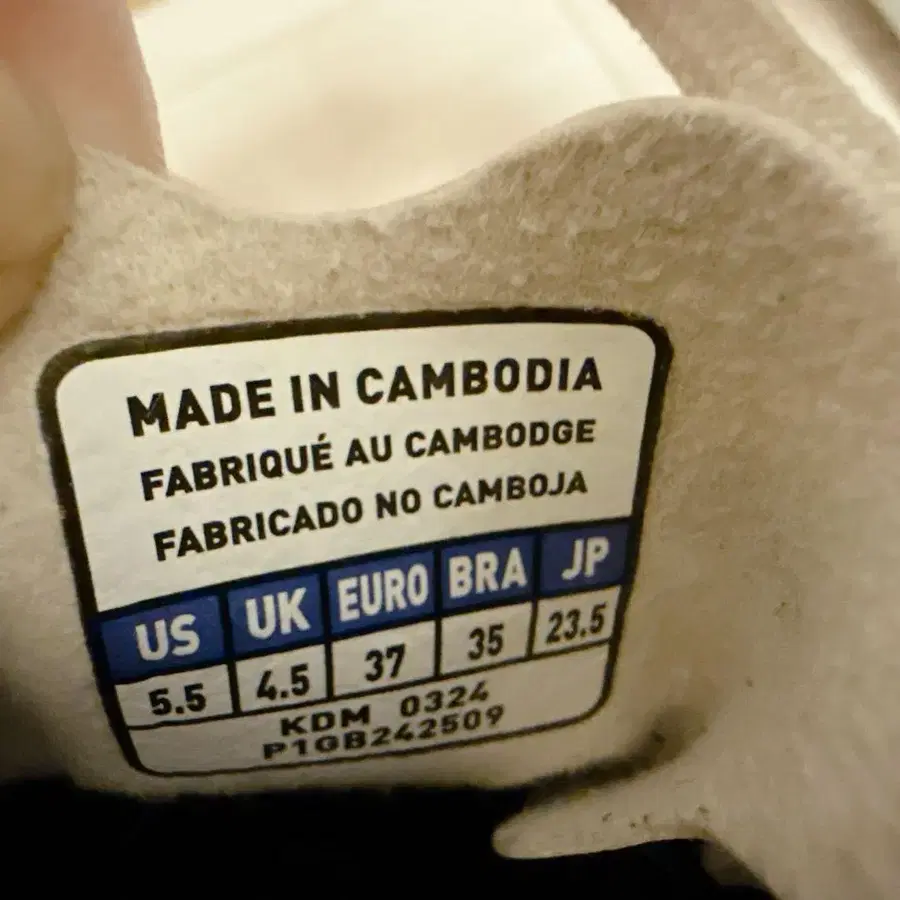 MADE IN CAMBODIA
FABRIQUÉ AU CAMBODGE
FABRICADO NO CAMBOJA
US UK EURO BRA JP
5.5 4.5 37 35 23.5
KDM 0324
P1GB242509